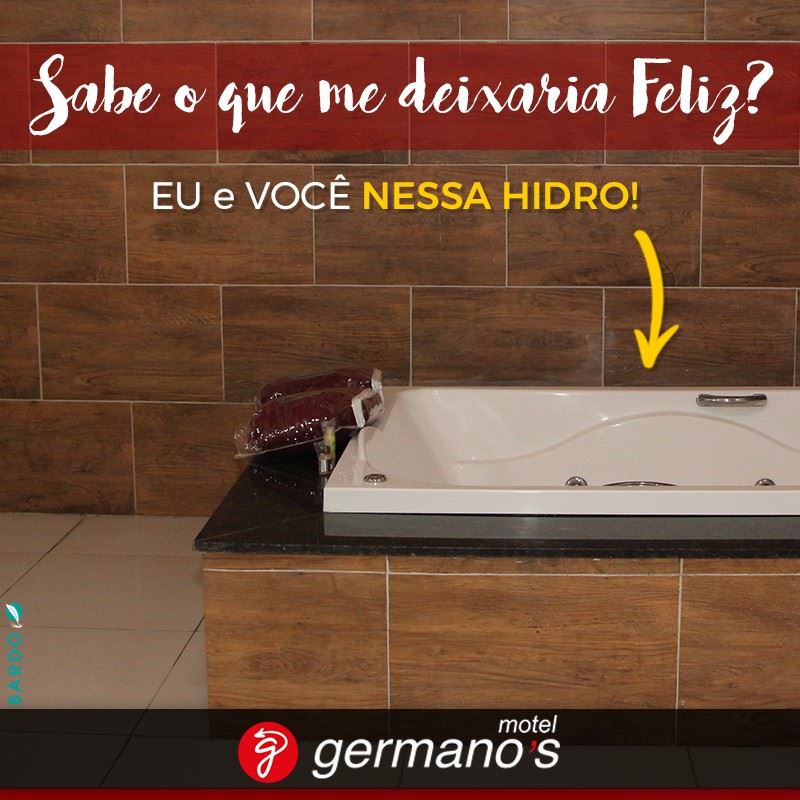 Sabe o que me deixaria Feliz?
EU e VOCÊ NESSA HIDRO!
BARDO
motel
germano's